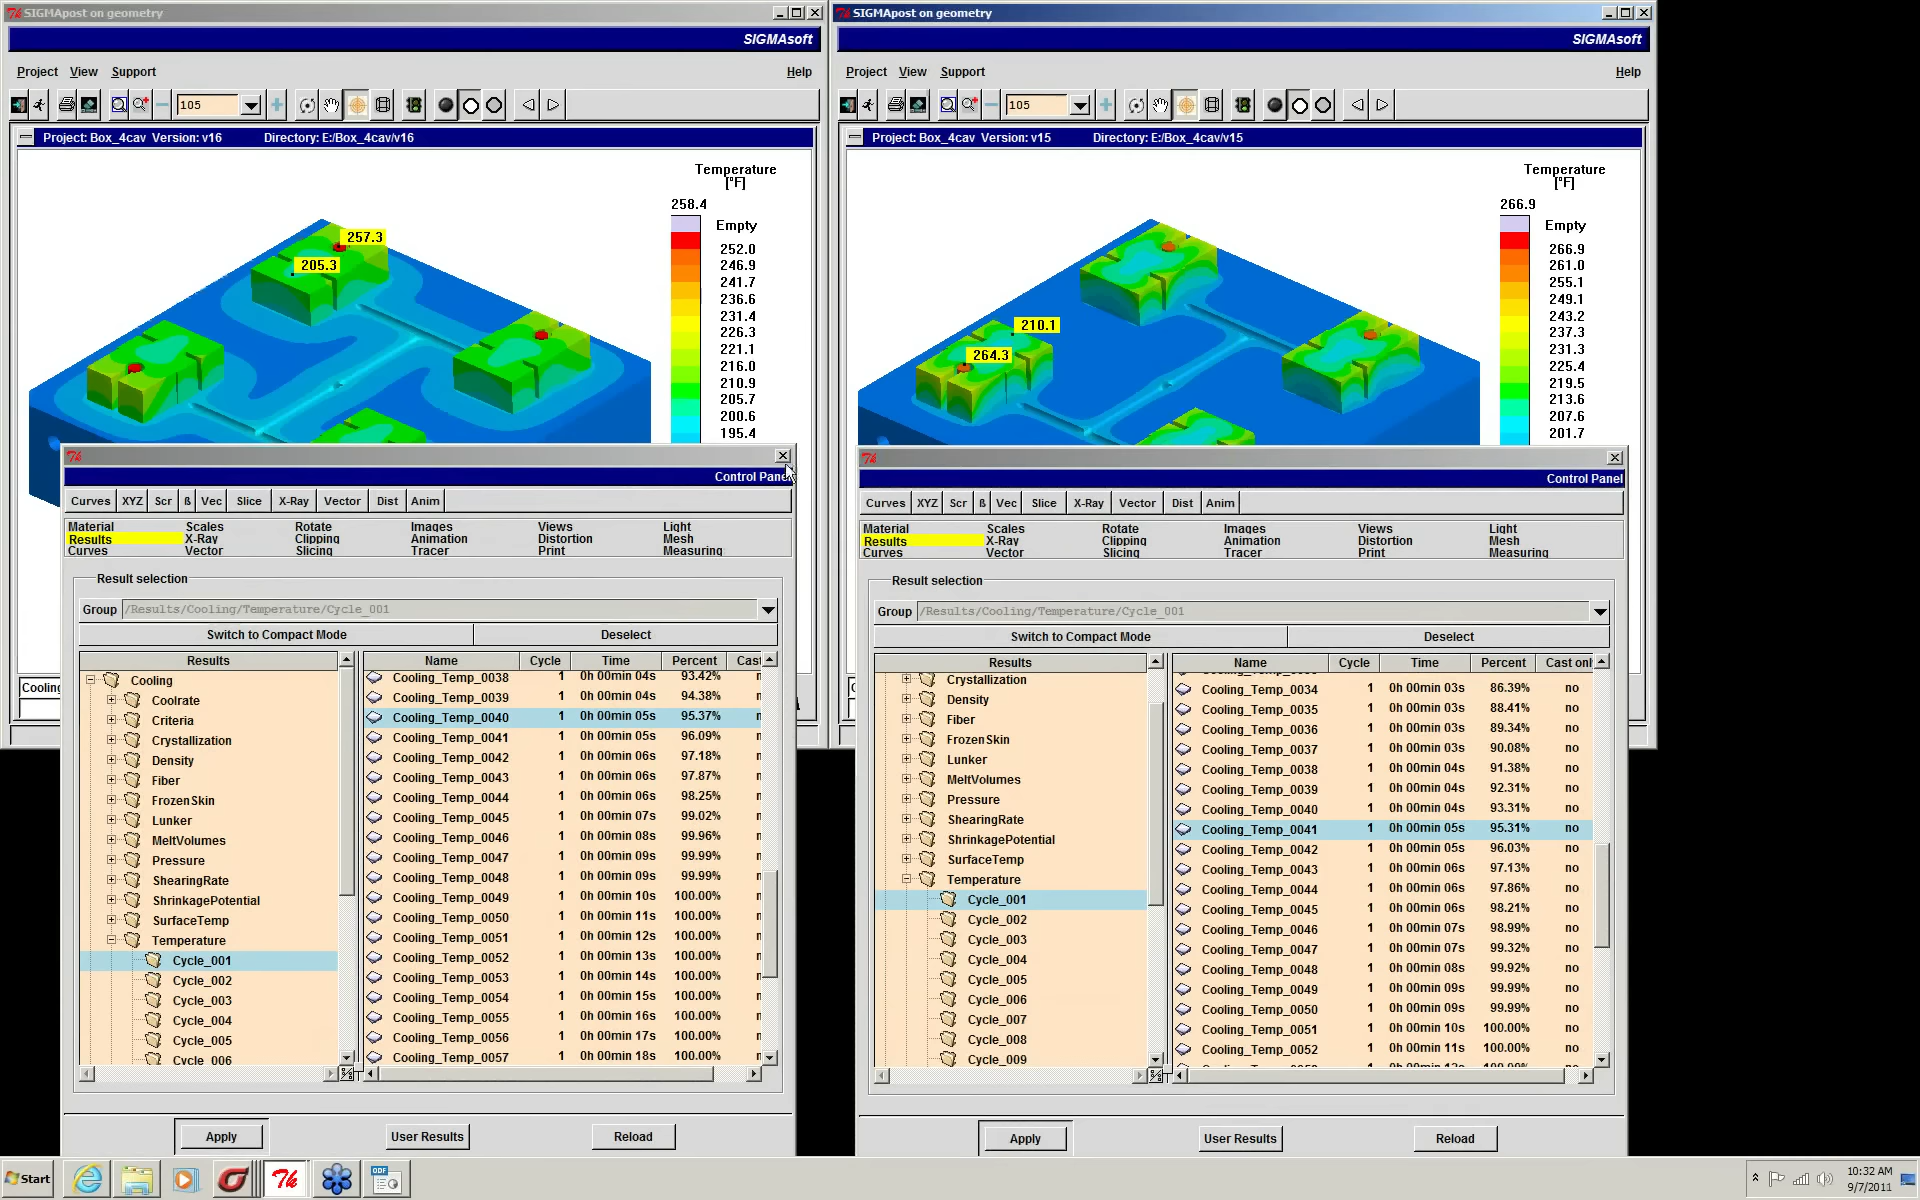 SIGMApost on geometry
SIGMAsoft
Project View Support Help
105
Project: Box_4cav Version: v16 Directory: E:/Box_4cav/v16
Temperature
[°F]
258.4
Empty
252.0
246.9
241.7
236.6
231.4
226.3
221.1
216.0
210.9
205.7
200.6
195.4
257.3
205.3
Cooling
SIGMApost on geometry
SIGMAsoft
Project View Support Help
105
Project: Box_4cav Version: v15 Directory: E:/Box_4cav/v15
Temperature
[°F]
266.9
Empty
266.9
261.0
255.1
249.1
243.2
237.3
231.3
225.4
219.5
213.6
207.6
201.7
210.1
264.3
Control Panel
Curves XYZ Scr ß Vec Slice X-Ray Vector Dist Anim
Material Scales Rotate Images Views Light
Results X-Ray Clipping Animation Distortion Mesh
Curves Vector Slicing Tracer Print Measuring
Result selection
Group /Results/Cooling/Temperature/Cycle_001
Switch to Compact Mode Deselect
Results
Cooling
Coolrate
Criteria
Crystallization
Density
Fiber
FrozenSkin
Lunker
MeltVolumes
Pressure
ShearingRate
ShrinkagePotential
SurfaceTemp
Temperature
Cycle_001
Cycle_002
Cycle_003
Cycle_004
Cycle_005
Cycle_006
Name Cycle Time Percent Cast
Cooling_Temp_0038 1 0h 00min 04s 93.42%
Cooling_Temp_0039 1 0h 00min 04s 94.38%
Cooling_Temp_0040 1 0h 00min 05s 95.37%
Cooling_Temp_0041 1 0h 00min 05s 96.09%
Cooling_Temp_0042 1 0h 00min 06s 97.18%
Cooling_Temp_0043 1 0h 00min 06s 97.87%
Cooling_Temp_0044 1 0h 00min 06s 98.25%
Cooling_Temp_0045 1 0h 00min 07s 99.02%
Cooling_Temp_0046 1 0h 00min 08s 99.96%
Cooling_Temp_0047 1 0h 00min 09s 99.99%
Cooling_Temp_0048 1 0h 00min 09s 99.99%
Cooling_Temp_0049 1 0h 00min 10s 100.00%
Cooling_Temp_0050 1 0h 00min 11s 100.00%
Cooling_Temp_0051 1 0h 00min 12s 100.00%
Cooling_Temp_0052 1 0h 00min 13s 100.00%
Cooling_Temp_0053 1 0h 00min 14s 100.00%
Cooling_Temp_0054 1 0h 00min 15s 100.00%
Cooling_Temp_0055 1 0h 00min 16s 100.00%
Cooling_Temp_0056 1 0h 00min 17s 100.00%
Cooling_Temp_0057 1 0h 00min 18s 100.00%
Apply User Results Reload
Control Panel
Curves XYZ Scr ß Vec Slice X-Ray Vector Dist Anim
Material Scales Rotate Images Views Light
Results X-Ray Clipping Animation Distortion Mesh
Curves Vector Slicing Tracer Print Measuring
Result selection
Group /Results/Cooling/Temperature/Cycle_001
Switch to Compact Mode Deselect
Results
Crystallization
Density
Fiber
FrozenSkin
Lunker
MeltVolumes
Pressure
ShearingRate
ShrinkagePotential
SurfaceTemp
Temperature
Cycle_001
Cycle_002
Cycle_003
Cycle_004
Cycle_005
Cycle_006
Cycle_007
Cycle_008
Cycle_009
Name Cycle Time Percent Cast onl
Cooling_Temp_0034 1 0h 00min 03s 86.39% no
Cooling_Temp_0035 1 0h 00min 03s 88.41% no
Cooling_Temp_0036 1 0h 00min 03s 89.34% no
Cooling_Temp_0037 1 0h 00min 03s 90.08% no
Cooling_Temp_0038 1 0h 00min 04s 91.38% no
Cooling_Temp_0039 1 0h 00min 04s 92.31% no
Cooling_Temp_0040 1 0h 00min 04s 93.31% no
Cooling_Temp_0041 1 0h 00min 05s 95.31% no
Cooling_Temp_0042 1 0h 00min 05s 96.03% no
Cooling_Temp_0043 1 0h 00min 06s 97.13% no
Cooling_Temp_0044 1 0h 00min 06s 97.86% no
Cooling_Temp_0045 1 0h 00min 06s 98.21% no
Cooling_Temp_0046 1 0h 00min 07s 98.99% no
Cooling_Temp_0047 1 0h 00min 07s 99.32% no
Cooling_Temp_0048 1 0h 00min 08s 99.92% no
Cooling_Temp_0049 1 0h 00min 09s 99.99% no
Cooling_Temp_0050 1 0h 00min 09s 99.99% no
Cooling_Temp_0051 1 0h 00min 10s 100.00% no
Cooling_Temp_0052 1 0h 00min 11s 100.00% no
Apply User Results Reload
Start
ODF
10:32 AM
9/7/2011